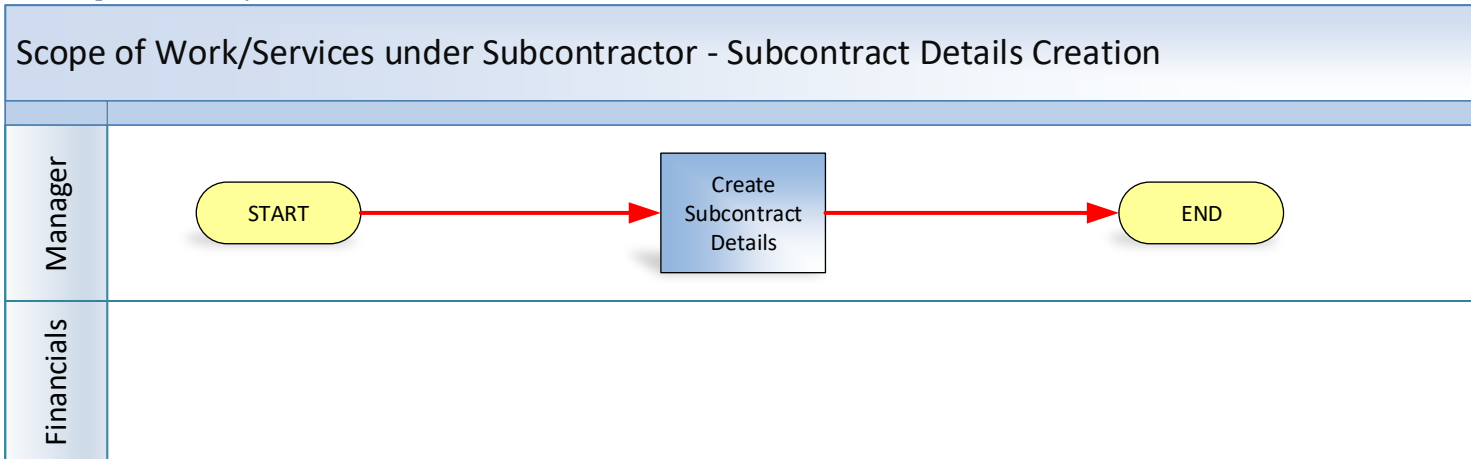 Scope of Work/Services under Subcontractor - Subcontract Details Creation
Manager
START
Create
Subcontract
Details
END
Financials